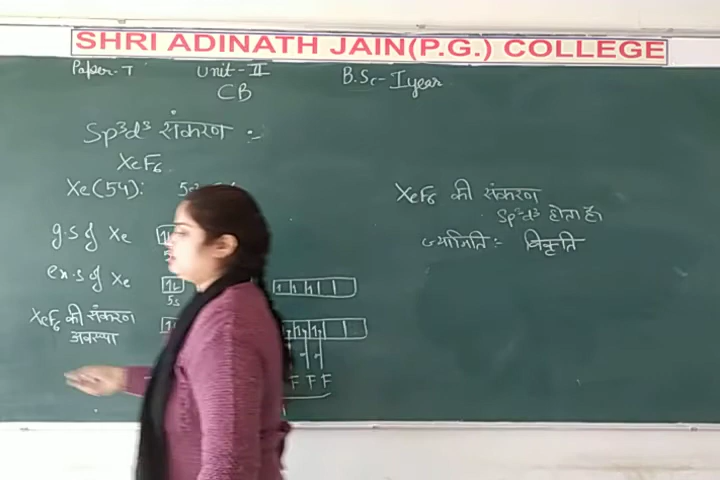 SHRI ADINATH JAIN(P.G.) COLLEGE
Paper-I Unit-II B.Sc-I year
CB
Sp³d³ संकरण :-
XeF₆
Xe(54):
g.s of Xe
5s
ex.s of Xe
5s
XeF₆ की संकरण
अवस्था
F F F
XeF₆ की संकरण
Sp³d³ होता है।
ज्यामिति :- विकृति